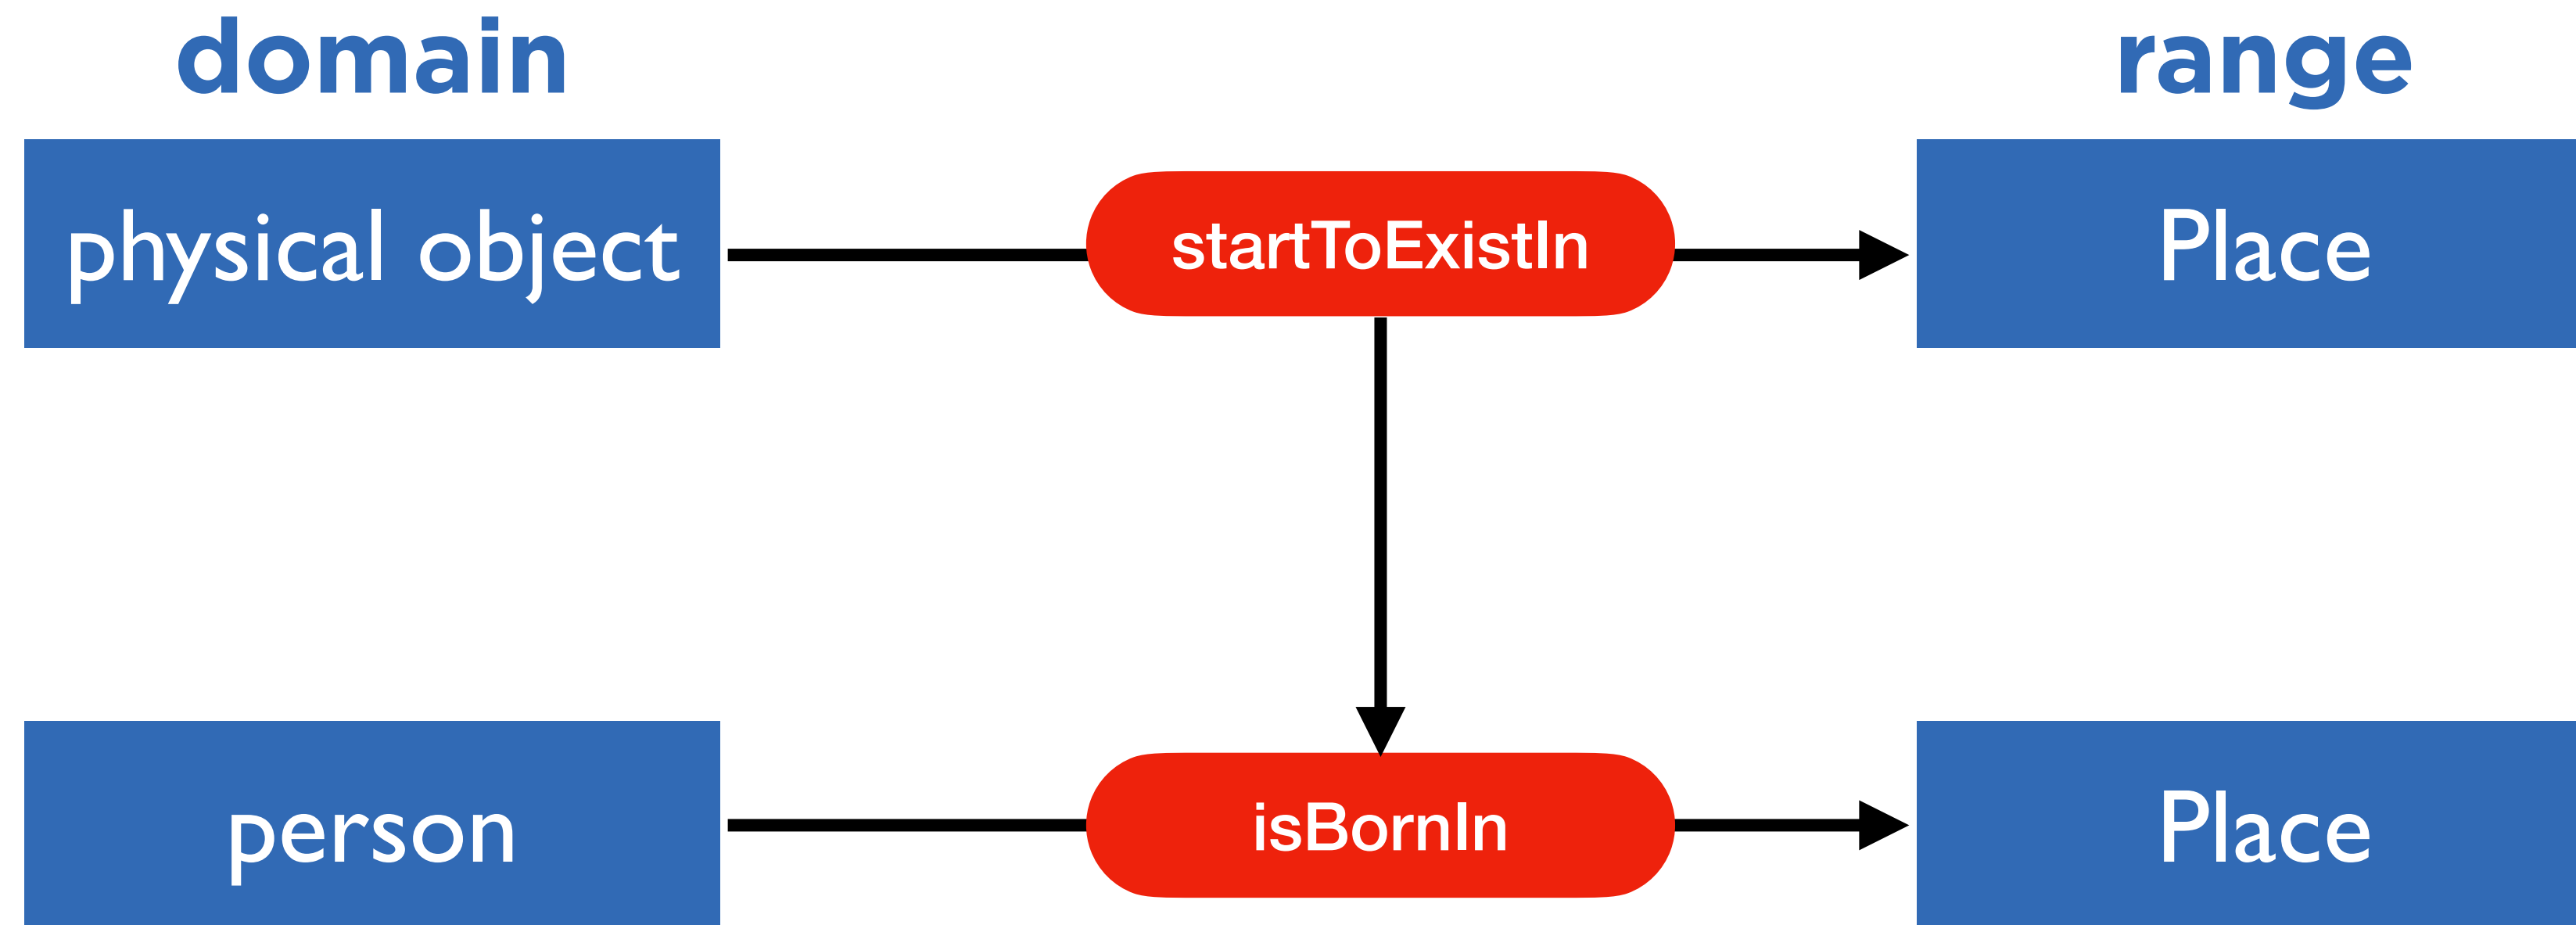 domain
range
physical object
startToExistIn
Place
person
isBornIn
Place